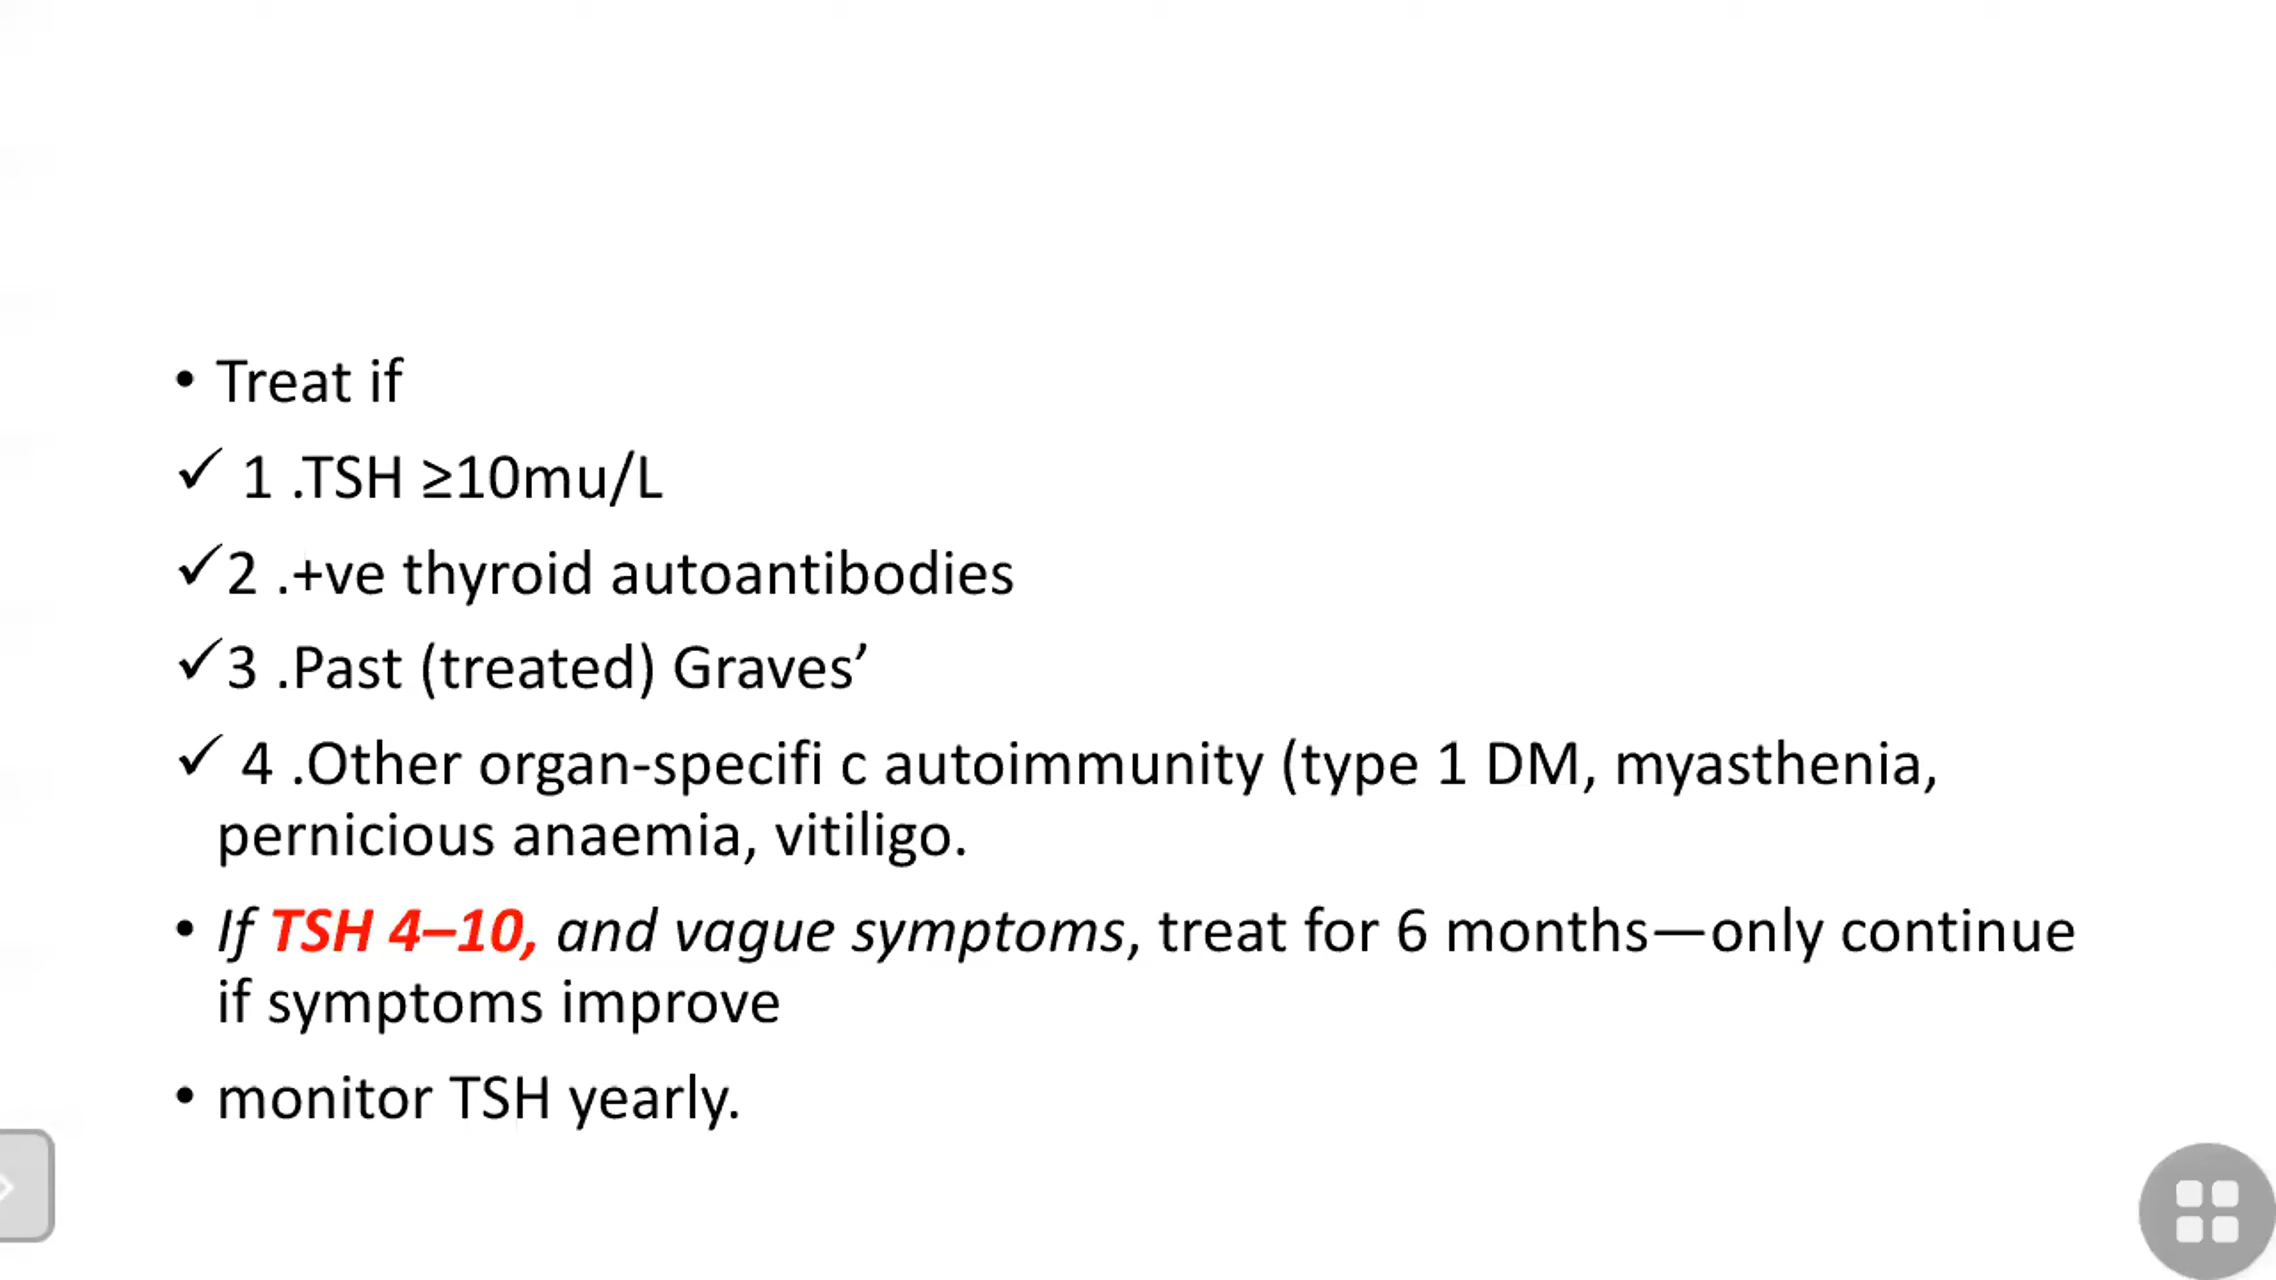 • Treat if
✓ 1 .TSH ≥10mu/L
✓2 .+ve thyroid autoantibodies
✓3 .Past (treated) Graves’
✓ 4 .Other organ-specifi c autoimmunity (type 1 DM, myasthenia,
pernicious anaemia, vitiligo.
• If TSH 4–10, and vague symptoms, treat for 6 months—only continue
if symptoms improve
• monitor TSH yearly.